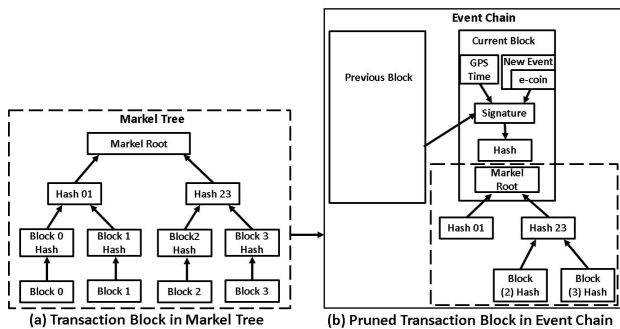 Event Chain
Current Block
GPS
Time
New Event
e-coin
Previous Block
Signature
Hash
Markel
Root
Hash 01
Hash 23
Block
(2) Hash
Block
(3) Hash
Markel Tree
Markel Root
Hash 01
Hash 23
Block 0
Hash
Block 1
Hash
Block2
Hash
Block 3
Hash
Block 0
Block 1
Block 2
Block 3
(a) Transaction Block in Markel Tree
(b) Pruned Transaction Block in Event Chain